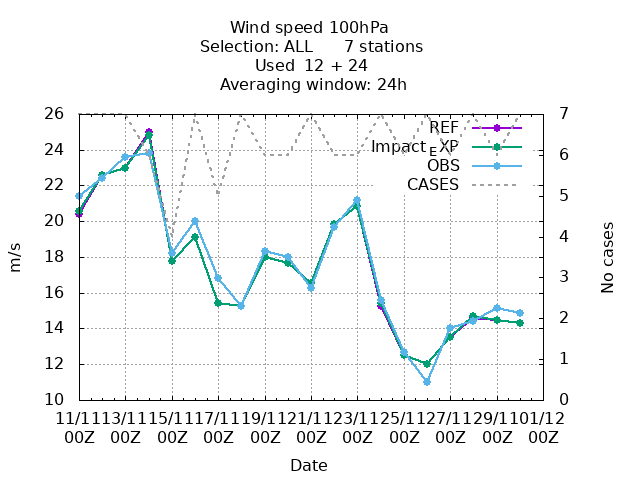 Wind speed 100hPa
Selection: ALL 7 stations
Used 12 + 24
Averaging window: 24h
26
24
22
20
18
16
14
12
10
m/s
7
6
5
4
3
2
1
0
No cases
REF
Impact_EXP
OBS
CASES
11/11 13/11 15/11 17/11 19/11 21/11 23/11 25/11 27/11 29/11 01/12
00Z 00Z 00Z 00Z 00Z 00Z 00Z 00Z 00Z 00Z 00Z
Date